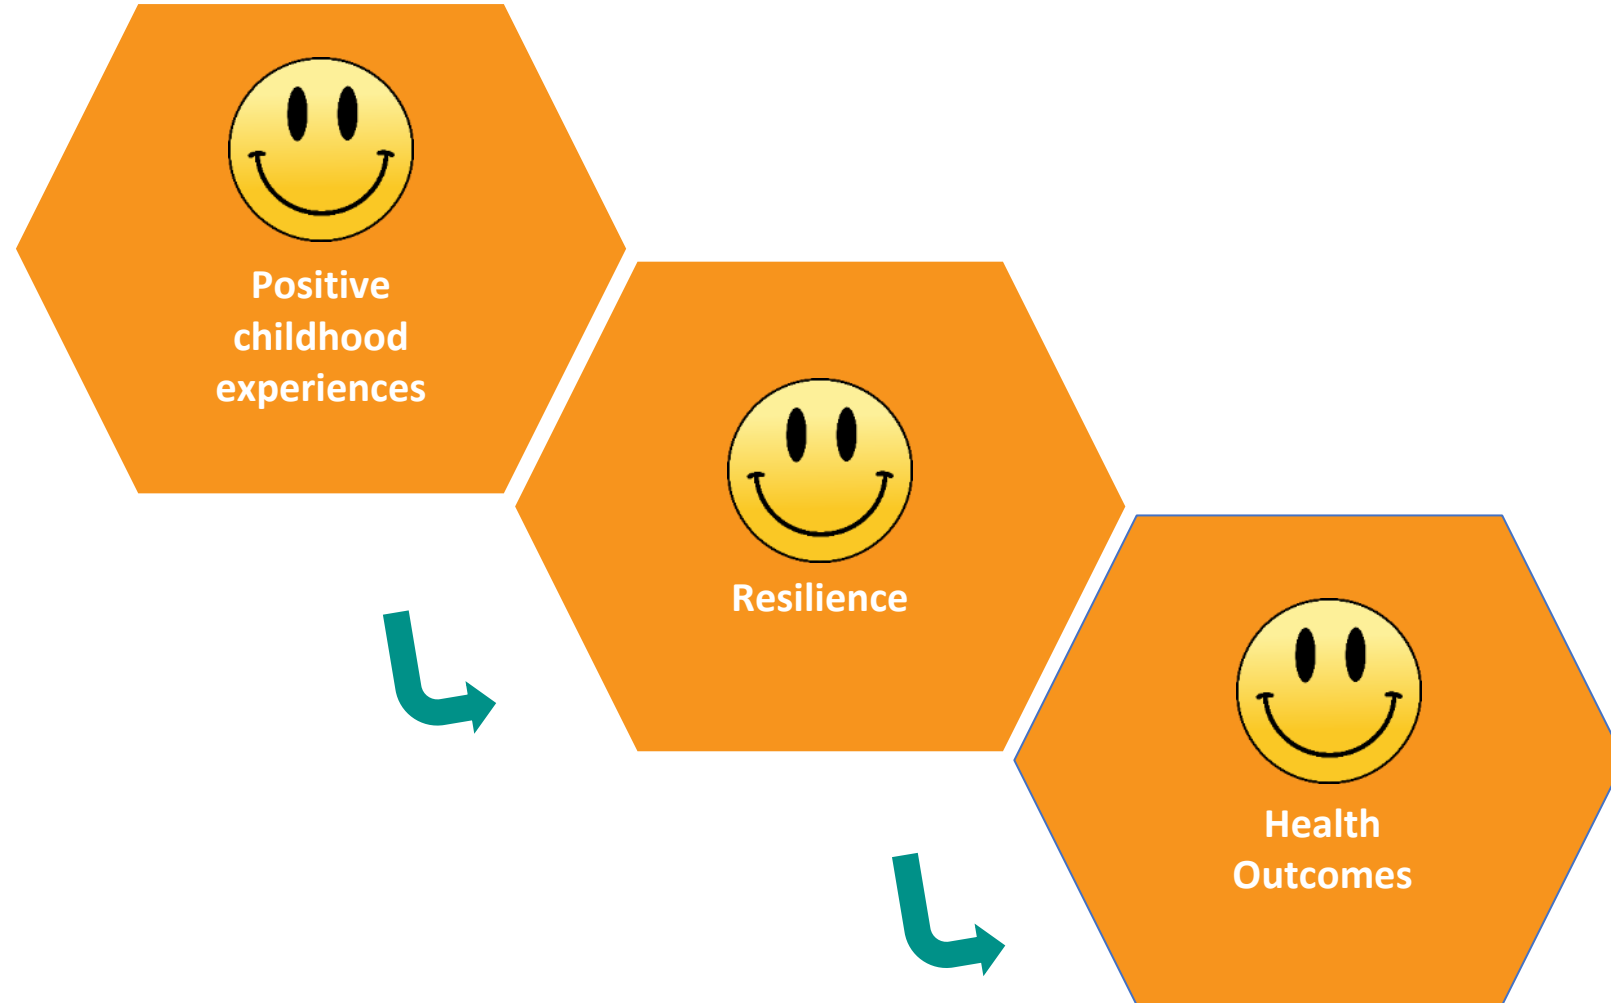 Positive
childhood
experiences
Resilience
Health
Outcomes